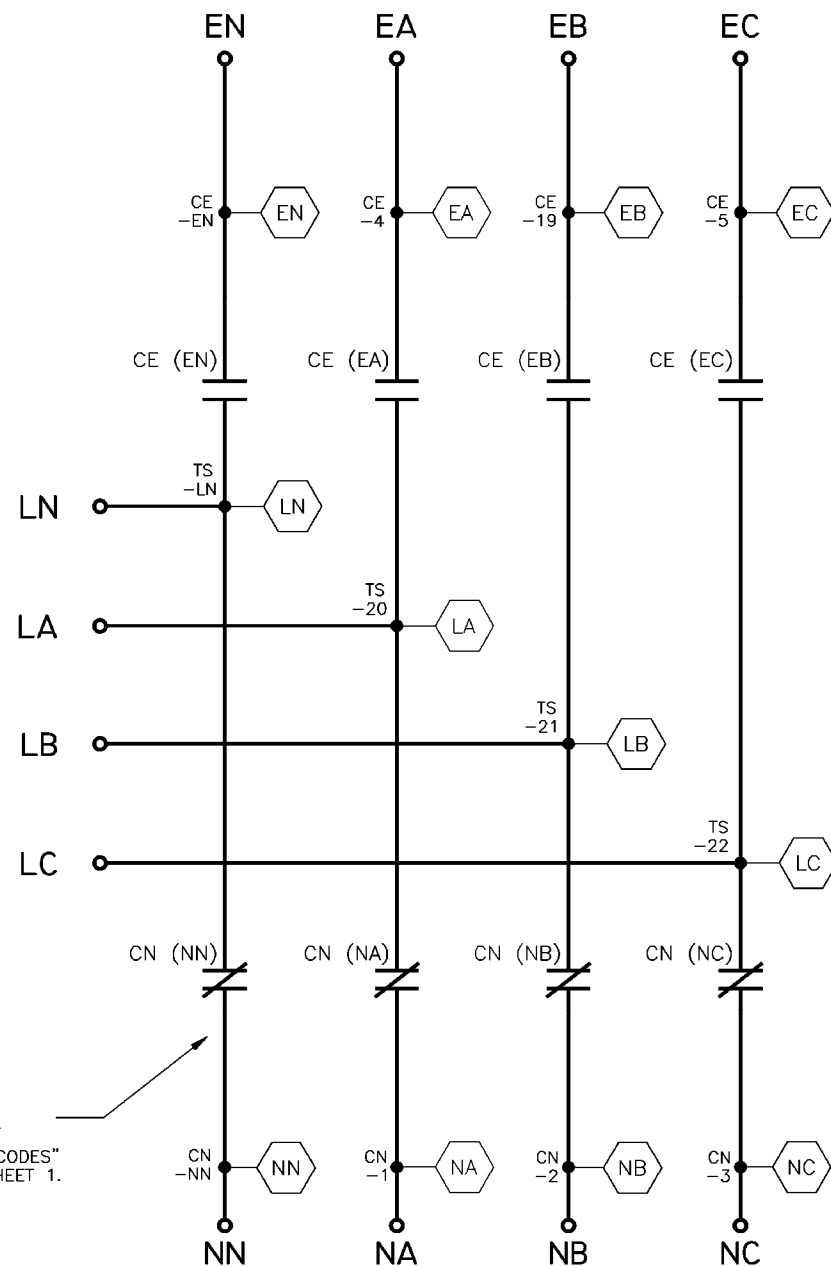 EN EA EB EC
CE CE CE CE
-EN EN -4 EA -19 EB -5 EC
CE (EN) CE (EA) CE (EB) CE (EC)
TS
-LN
LN LN
TS
-20
LA LA
TS
-21
LB LB
TS
-22
LC LC
CN (NN) CN (NA) CN (NB) CN (NC)
CODES"
HEET 1.
CN CN CN CN
-NN NN -1 NA -2 NB -3 NC
NN NA NB NC